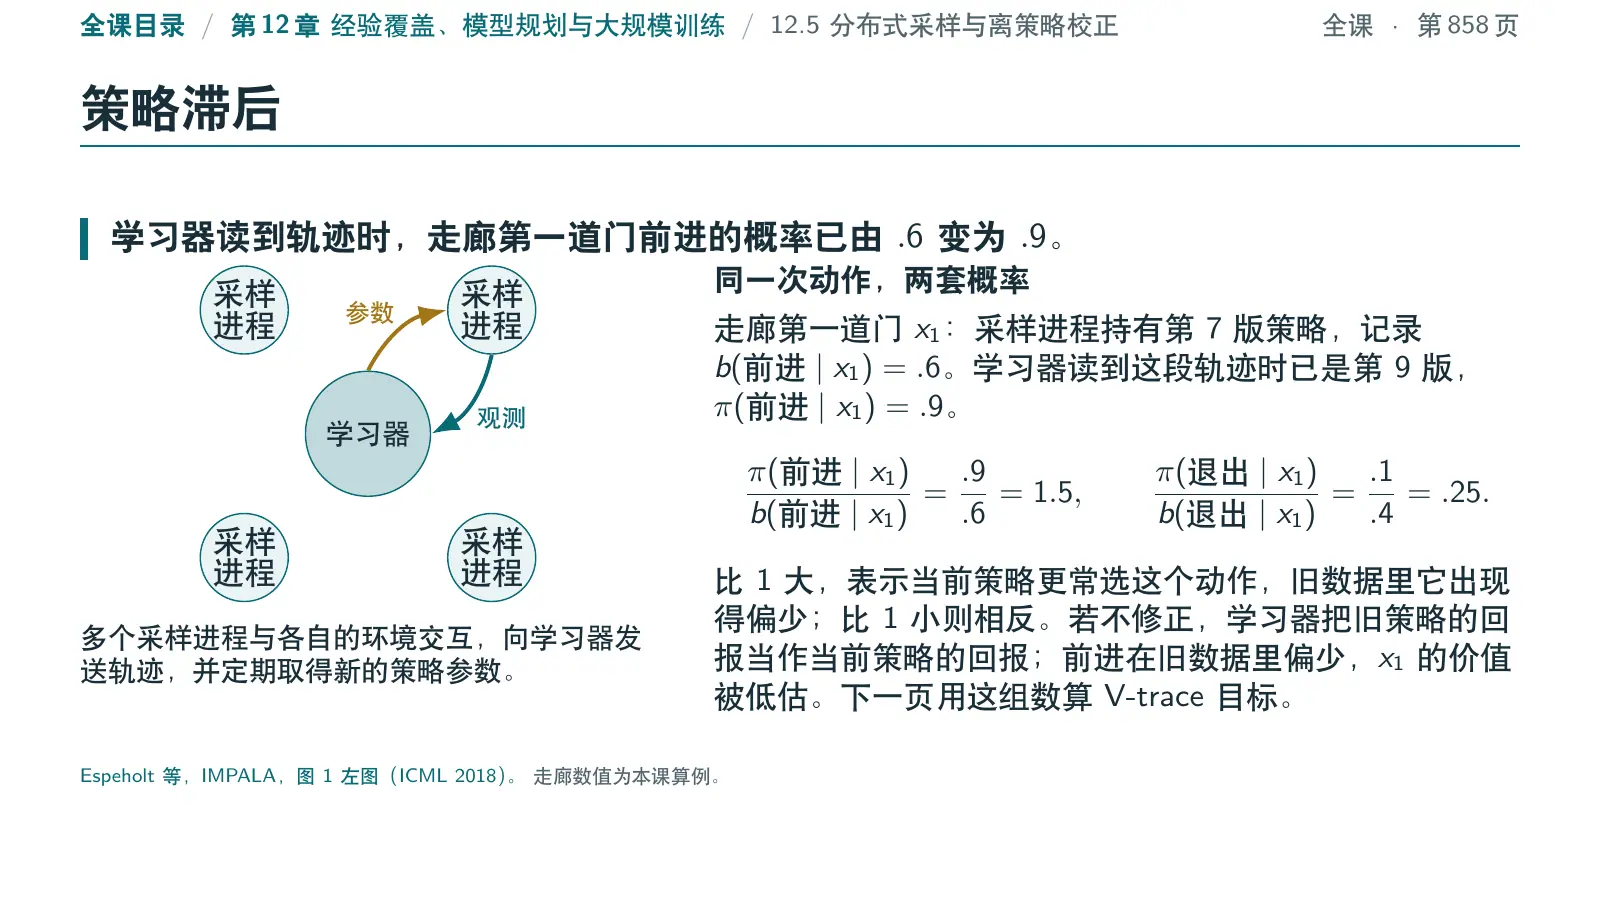 全课目录 / 第 12 章 经验覆盖、模型规划与大规模训练 / 12.5 分布式采样与离策略校正
全课 · 第 858 页
策略滞后
学习器读到轨迹时，走廊第一道门前进的概率已由 .6 变为 .9。
采样
进程
参数
采样
进程
观测
学习器
采样
进程
采样
进程
多个采样进程与各自的环境交互，向学习器发
送轨迹，并定期取得新的策略参数。
同一次动作，两套概率
走廊第一道门 x₁：采样进程持有第 7 版策略，记录
b(前进 | x₁) = .6。学习器读到这段轨迹时已是第 9 版，
π(前进 | x₁) = .9。
π(前进 | x₁) / b(前进 | x₁) = .9 / .6 = 1.5, π(退出 | x₁) / b(退出 | x₁) = .1 / .4 = .25.
比 1 大，表示当前策略更常选这个动作，旧数据里它出现
得偏少；比 1 小则相反。若不修正，学习器把旧策略的回
报当作当前策略的回报；前进在旧数据里偏少，x₁ 的价值
被低估。下一页用这组数算 V-trace 目标。
Espeholt 等，IMPALA，图 1 左图（ICML 2018）。 走廊数值为本课算例。